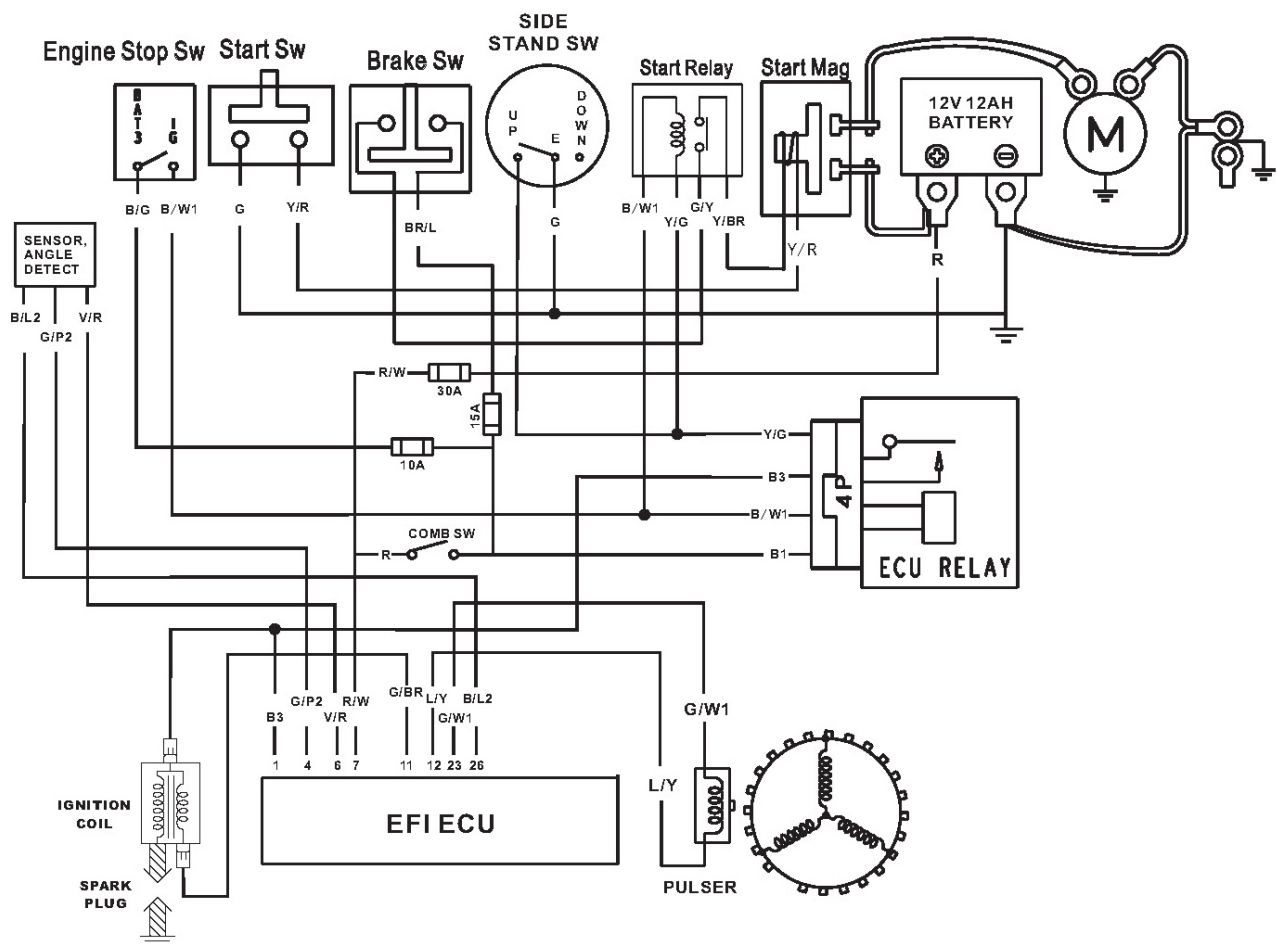 SIDE
STAND SW
Engine Stop Sw
Start Sw
Brake Sw
Start Relay
Start Mag
BAT3
IG
UP
E
DOWN
12V 12AH
BATTERY
M
B/G
B/W1
G
Y/R
BR/L
G
B/W1
Y/G
G/Y
Y/BR
Y/R
R
SENSOR,
ANGLE
DETECT
B/L2
G/P2
V/R
R/W
30A
15A
10A
Y/G
B3
B/W1
B1
4P
ECU RELAY
COMB SW
R
B3
G/P2
V/R
R/W
G/BR
L/Y
G/W1
B/L2
1
4
6
7
11
12
23
26
EFI ECU
IGNITION
COIL
SPARK
PLUG
G/W1
L/Y
PULSER